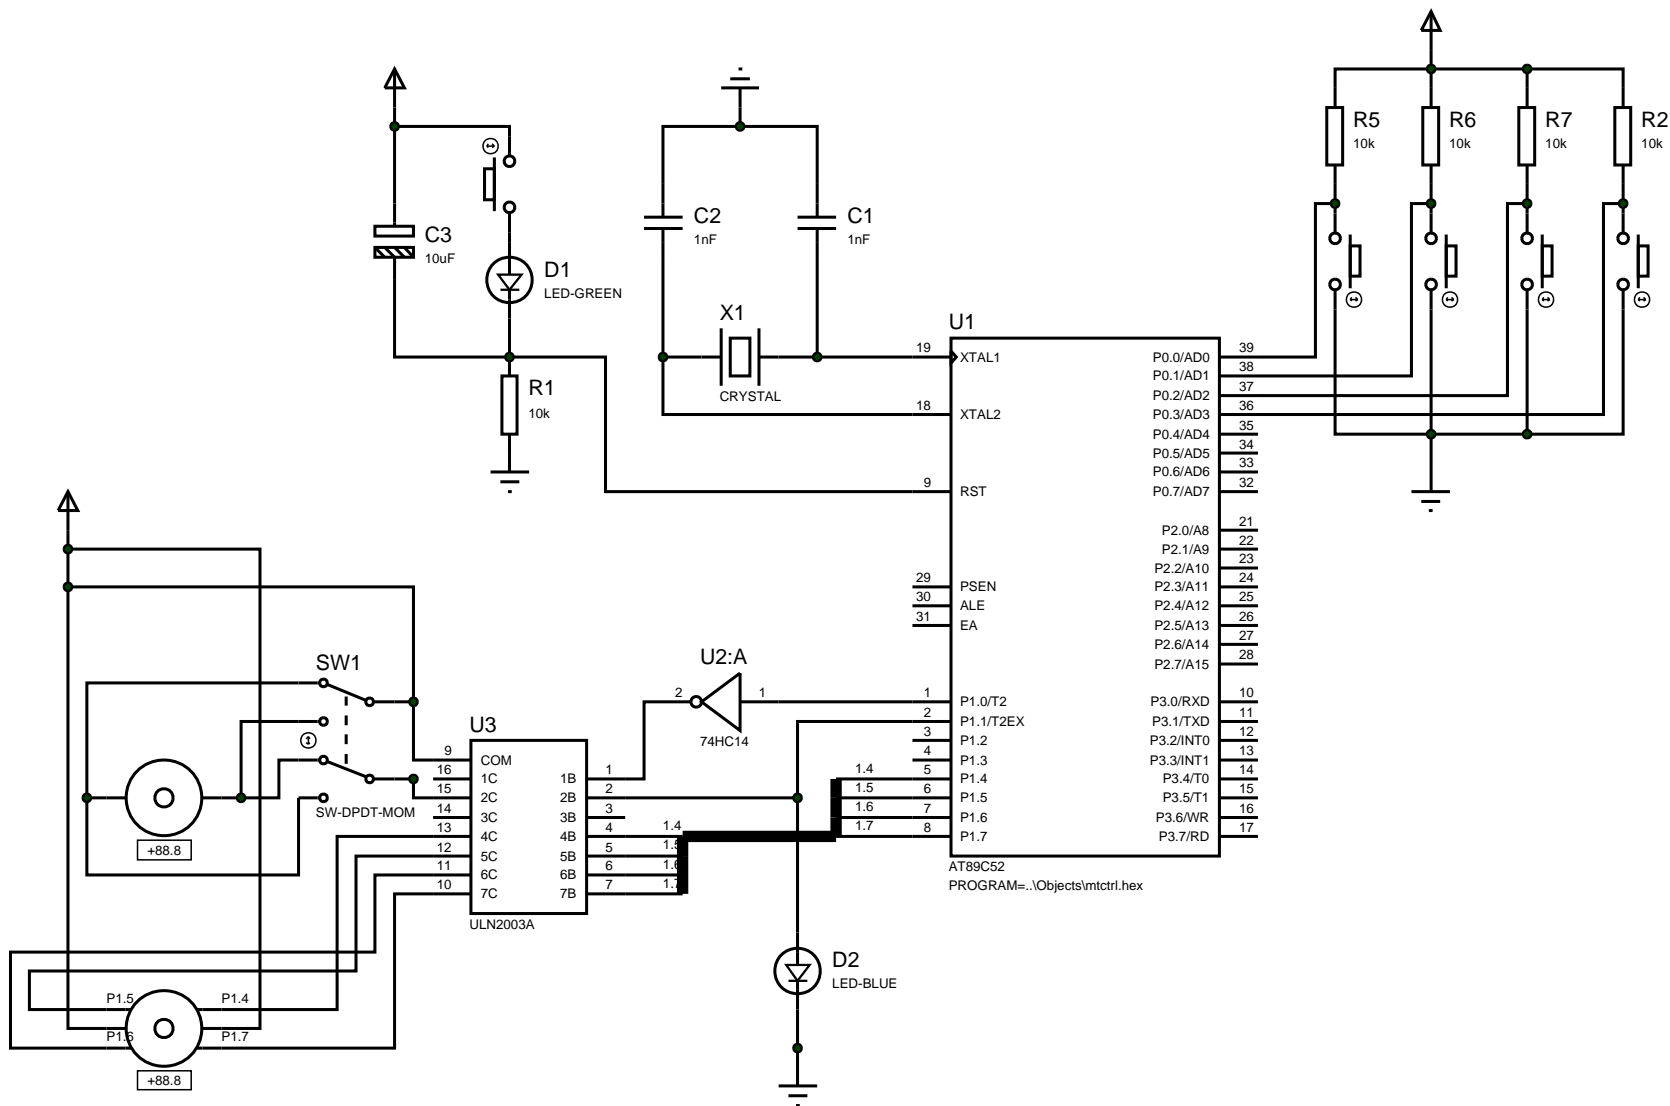 R5
10k
R6
10k
R7
10k
R2
10k
C3
10uF
D1
LED-GREEN
R1
10k
C2
1nF
C1
1nF
X1
CRYSTAL
U1
19 XTAL1
18 XTAL2
9 RST
29 PSEN
30 ALE
31 EA
1 P1.0/T2
2 P1.1/T2EX
3 P1.2
4 P1.3
1.4 5 P1.4
1.5 6 P1.5
1.6 7 P1.6
1.7 8 P1.7
P0.0/AD0 39
P0.1/AD1 38
P0.2/AD2 37
P0.3/AD3 36
P0.4/AD4 35
P0.5/AD5 34
P0.6/AD6 33
P0.7/AD7 32
P2.0/A8 21
P2.1/A9 22
P2.2/A10 23
P2.3/A11 24
P2.4/A12 25
P2.5/A13 26
P2.6/A14 27
P2.7/A15 28
P3.0/RXD 10
P3.1/TXD 11
P3.2/INT0 12
P3.3/INT1 13
P3.4/T0 14
P3.5/T1 15
P3.6/WR 16
P3.7/RD 17
AT89C52
PROGRAM=..\Objects\mtctrl.hex
U2:A
2 1
74HC14
SW1
SW-DPDT-MOM
+88.8
U3
9 COM
16 1C 1B 1
15 2C 2B 2
14 3C 3B 3
13 4C 4B 4 1.4
12 5C 5B 5 1.5
11 6C 6B 6 1.6
10 7C 7B 7 1.7
ULN2003A
D2
LED-BLUE
P1.5 P1.4
P1.6 P1.7
+88.8